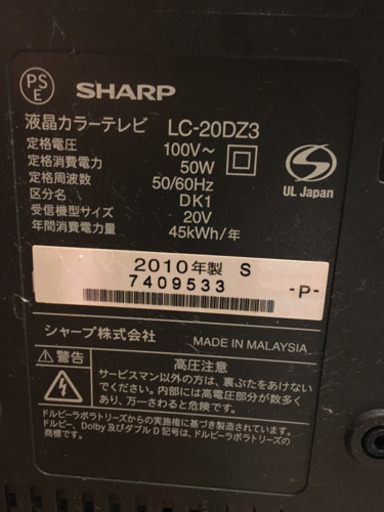 PS
E
SHARP
液晶カラーテレビ LC-20DZ3
定格電圧 100V～
定格消費電力 50W
定格周波数 50/60Hz
区分名 DK1
受信機型サイズ 20V
年間消費電力量 45kWh/年
S
UL Japan
2010年製 S
7409533
-P-
シャープ株式会社 MADE IN MALAYSIA
警告
高圧注意
サービスマン以外の方は、裏ぶたをあけない
でください。内部には高電圧部分が数多く
あり、万一さわると危険です。
ドルビーラボラトリーズからの実施権に基づき製造されています。
ドルビー、Dolby及びダブルD記号は、ドルビーラボラトリーズの
商標です。